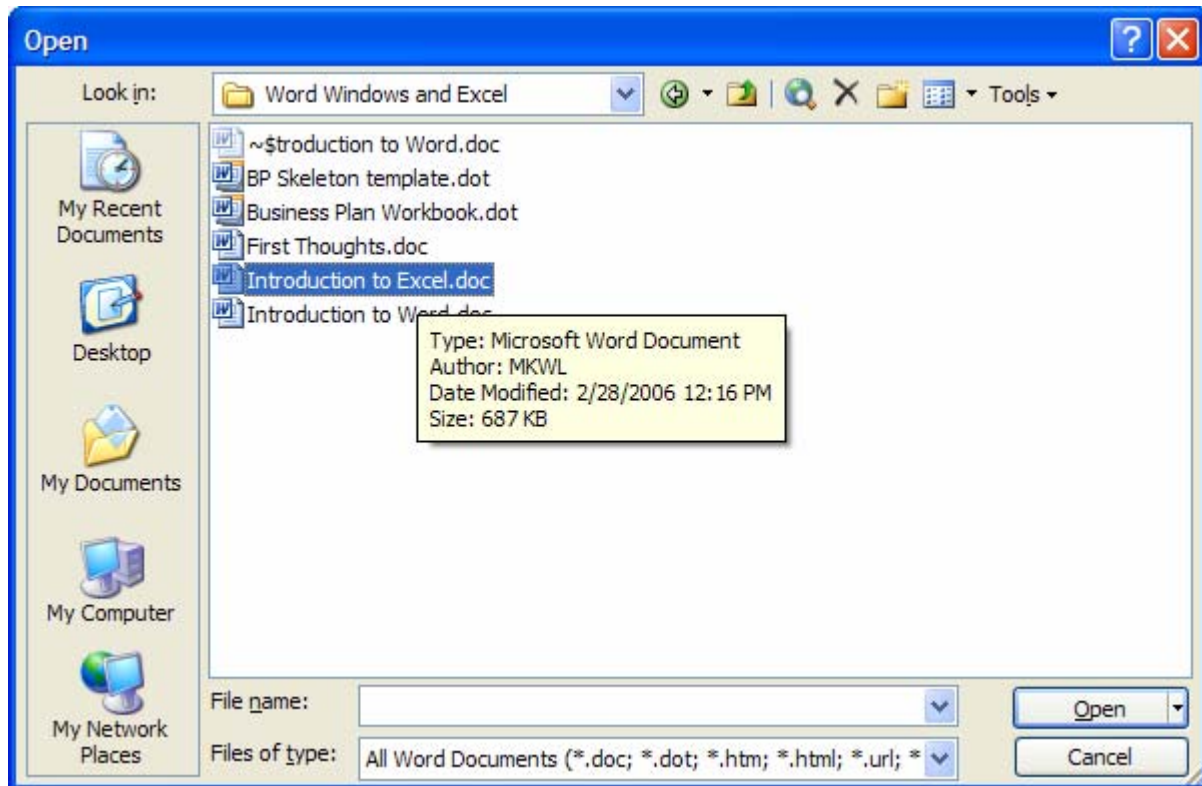 Open
Look in:
Word Windows and Excel
Tools
~$troduction to Word.doc
BP Skeleton template.dot
Business Plan Workbook.dot
First Thoughts.doc
Introduction to Excel.doc
Introduction to Word.doc
Type: Microsoft Word Document
Author: MKWL
Date Modified: 2/28/2006 12:16 PM
Size: 687 KB
My Recent
Documents
Desktop
My Documents
My Computer
My Network
Places
File name:
Open
Files of type:
All Word Documents (*.doc; *.dot; *.htm; *.html; *.url; *
Cancel